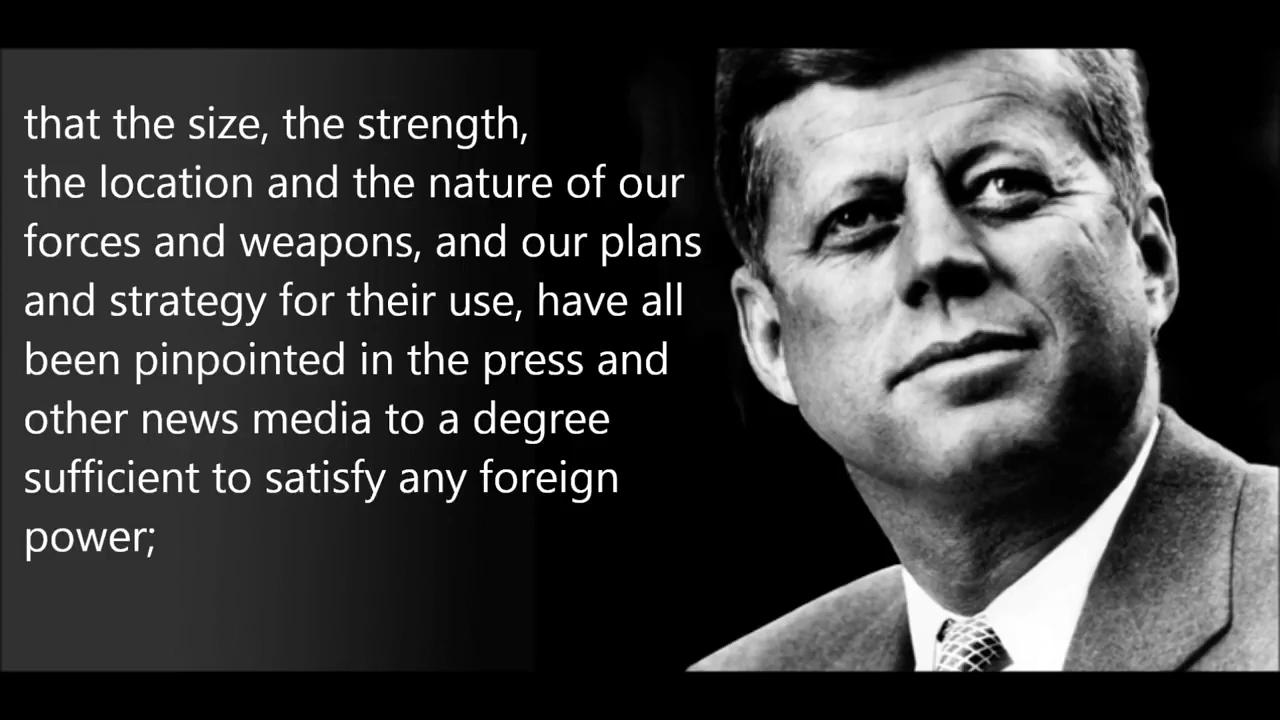 that the size, the strength,
the location and the nature of our
forces and weapons, and our plans
and strategy for their use, have all
been pinpointed in the press and
other news media to a degree
sufficient to satisfy any foreign
power;